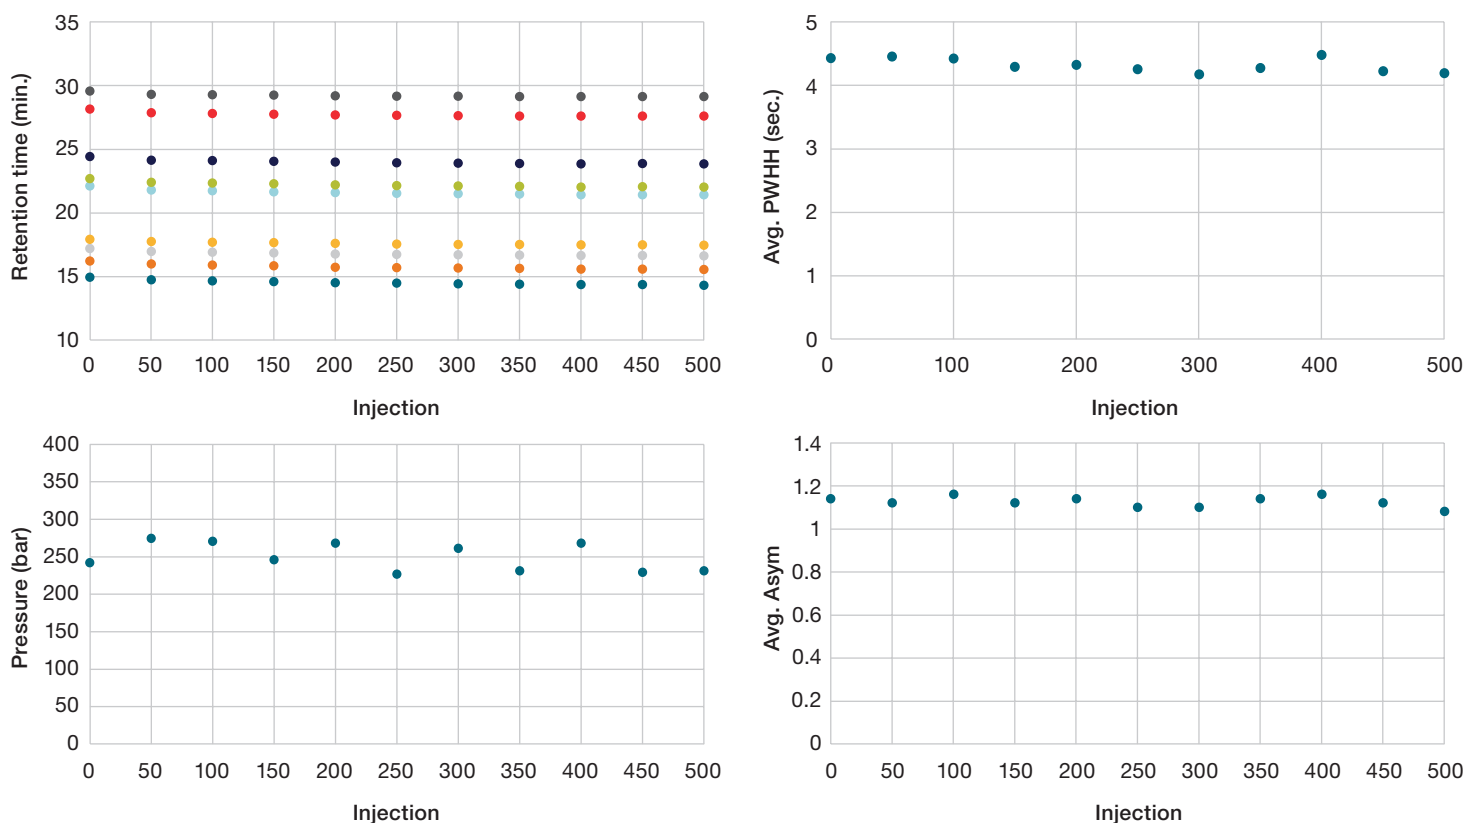 Retention time (min.)
35
30
25
20
15
10
0 50 100 150 200 250 300 350 400 450 500
Injection
Avg. PWHH (sec.)
5
4
3
2
1
0
0 100 200 300 400 500
Injection
Pressure (bar)
400
350
300
250
200
150
100
50
0
0 50 100 150 200 250 300 350 400 450 500
Injection
Avg. Asym
1.4
1.2
1
0.8
0.6
0.4
0.2
0
0 50 100 150 200 250 300 350 400 450 500
Injection